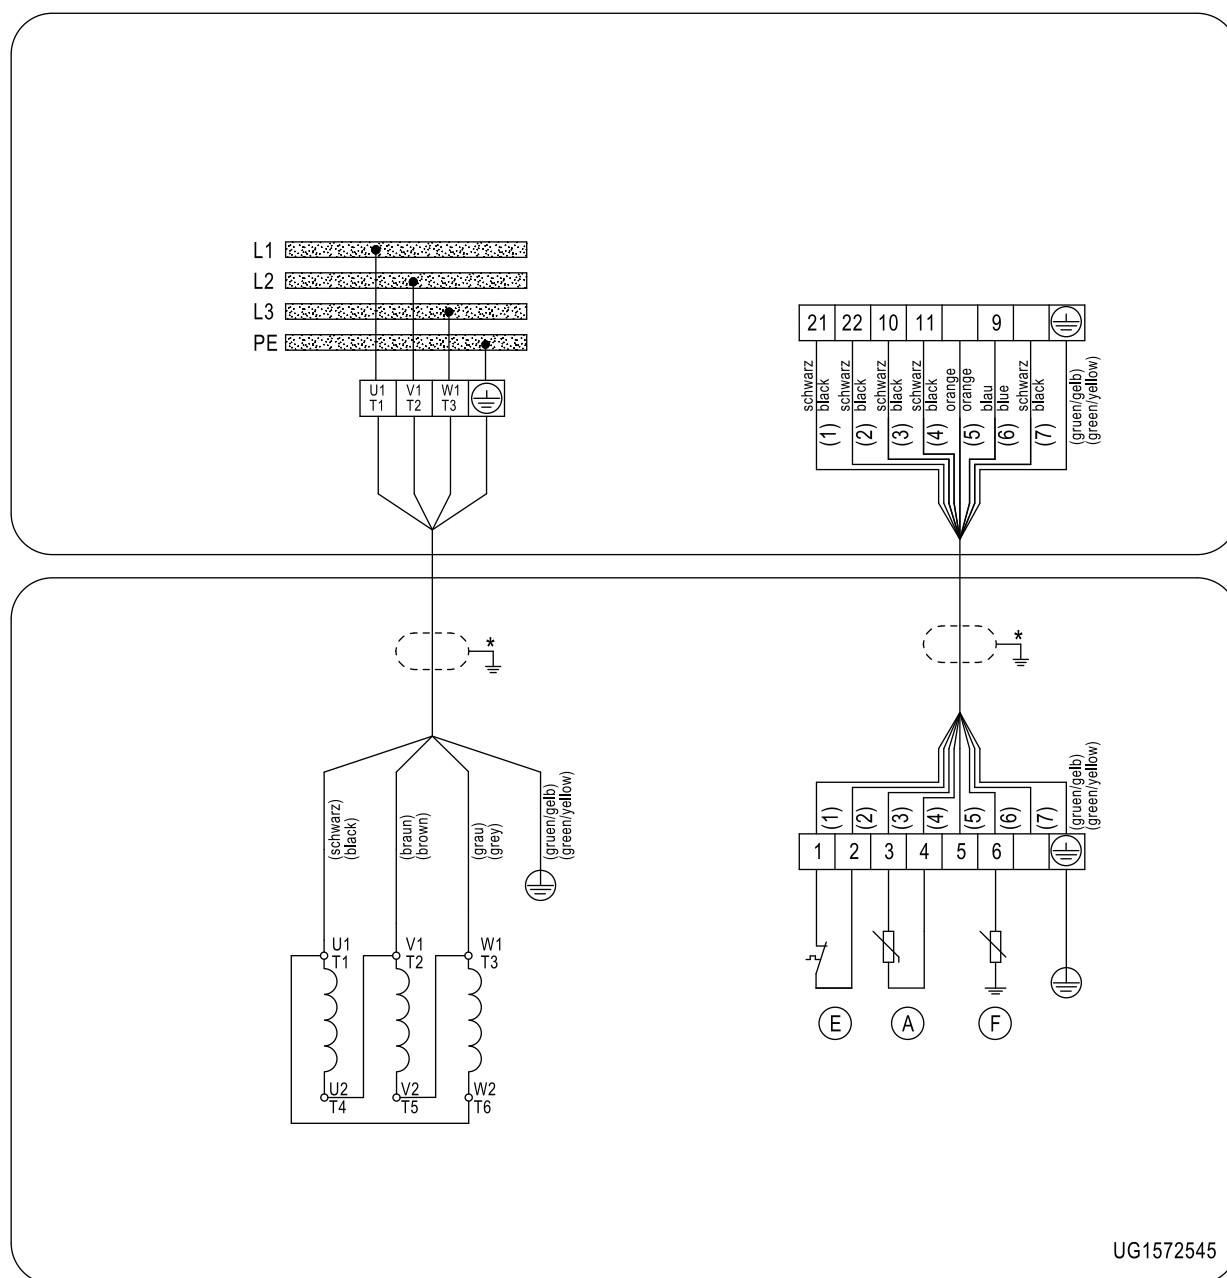 L1
L2
L3
PE
U1 V1 W1
T1 T2 T3
21 22 10 11 9
schwarz
black
(1)
schwarz
black
(2)
schwarz
black
(3)
schwarz
black
(4)
orange
orange
(5)
blau
blue
(6)
schwarz
black
(7)
(gruen/gelb)
(green/yellow)
*
*
(schwarz)
(black)
(braun)
(brown)
(grau)
(grey)
(gruen/gelb)
(green/yellow)
(1)
(2)
(3)
(4)
(5)
(6)
(7)
(gruen/gelb)
(green/yellow)
1 2 3 4 5 6
U1 V1 W1
T1 T2 T3
E A F
U2 V2 W2
T4 T5 T6
UG1572545